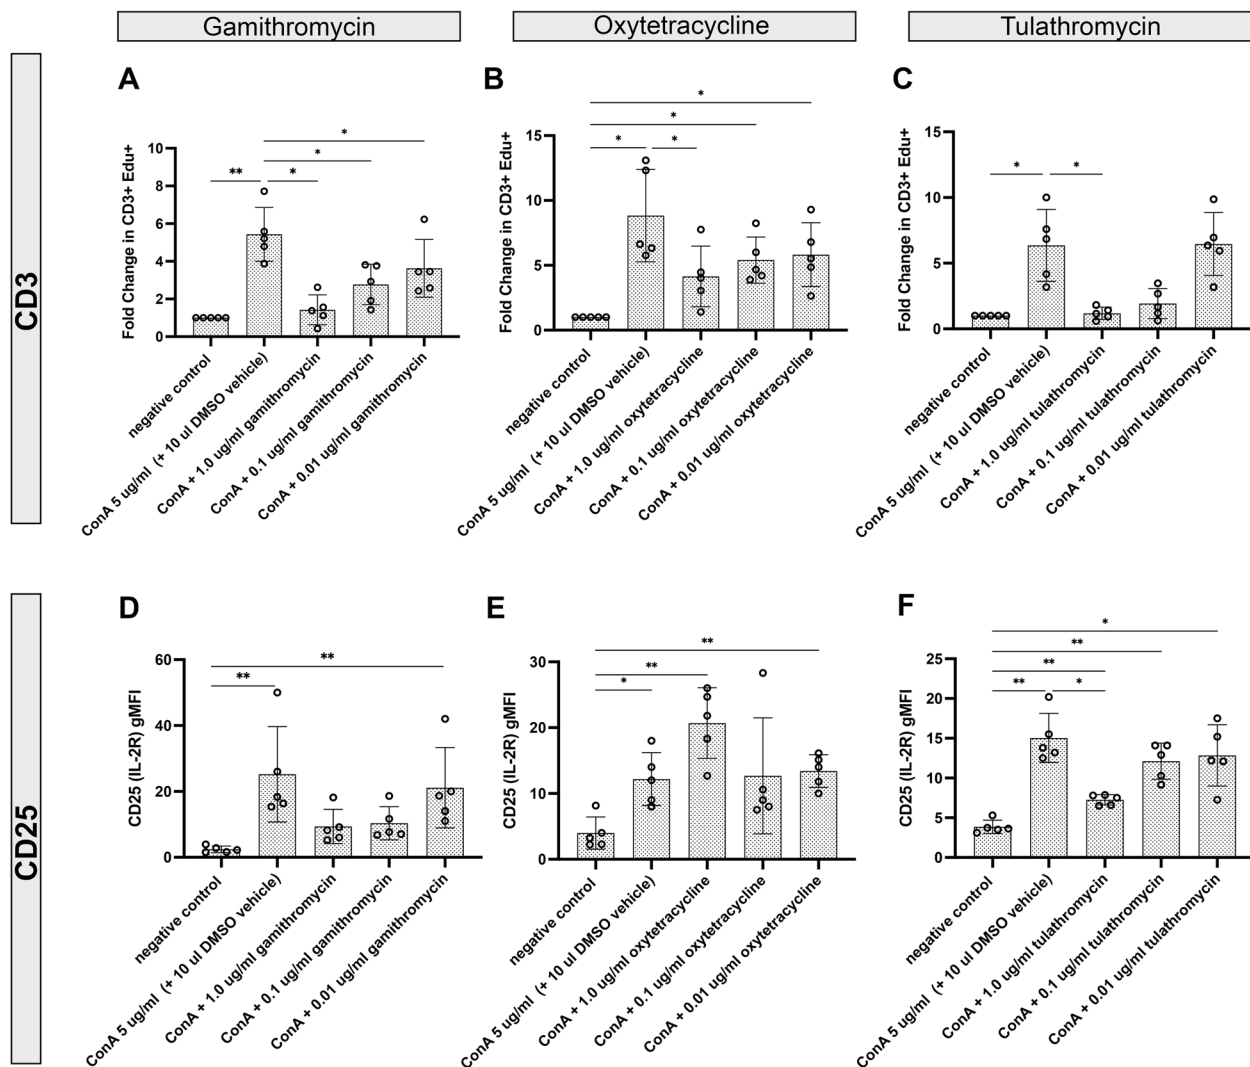 Gamithromycin
Oxytetracycline
Tulathromycin
CD3
A
Fold Change in CD3+ Edu+
10
8
6
4
2
0
**
*
*
*
negative control
ConA 5 ug/ml (+ 10 ul DMSO vehicle)
ConA + 1.0 ug/ml gamithromycin
ConA + 0.1 ug/ml gamithromycin
ConA + 0.01 ug/ml gamithromycin
B
Fold Change in CD3+ Edu+
15
10
5
0
*
*
*
*
negative control
ConA 5 ug/ml (+ 10 ul DMSO vehicle)
ConA + 1.0 ug/ml oxytetracycline
ConA + 0.1 ug/ml oxytetracycline
ConA + 0.01 ug/ml oxytetracycline
C
Fold Change in CD3+ Edu+
15
10
5
0
*
*
negative control
ConA 5 ug/ml (+ 10 ul DMSO vehicle)
ConA + 1.0 ug/ml tulathromycin
ConA + 0.1 ug/ml tulathromycin
ConA + 0.01 ug/ml tulathromycin
CD25
D
CD25 (IL-2R) gMFI
60
40
20
0
**
**
negative control
ConA 5 ug/ml (+ 10 ul DMSO vehicle)
ConA + 1.0 ug/ml gamithromycin
ConA + 0.1 ug/ml gamithromycin
ConA + 0.01 ug/ml gamithromycin
E
CD25 (IL-2R) gMFI
30
20
10
0
**
**
*
negative control
ConA 5 ug/ml (+ 10 ul DMSO vehicle)
ConA + 1.0 ug/ml oxytetracycline
ConA + 0.1 ug/ml oxytetracycline
ConA + 0.01 ug/ml oxytetracycline
F
CD25 (IL-2R) gMFI
25
20
15
10
5
0
*
**
**
**
*
negative control
ConA 5 ug/ml (+ 10 ul DMSO vehicle)
ConA + 1.0 ug/ml tulathromycin
ConA + 0.1 ug/ml tulathromycin
ConA + 0.01 ug/ml tulathromycin